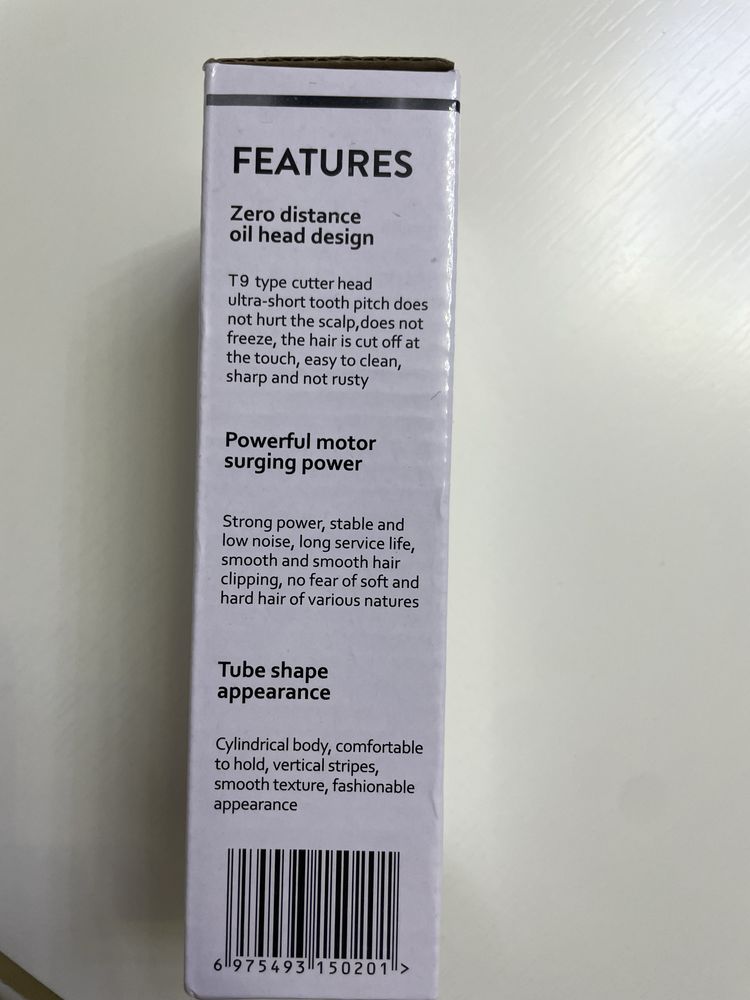 FEATURES
Zero distance
oil head design
T9 type cutter head
ultra-short tooth pitch does
not hurt the scalp,does not
freeze, the hair is cut off at
the touch, easy to clean,
sharp and not rusty
Powerful motor
surging power
Strong power, stable and
low noise, long service life,
smooth and smooth hair
clipping, no fear of soft and
hard hair of various natures
Tube shape
appearance
Cylindrical body, comfortable
to hold, vertical stripes,
smooth texture, fashionable
appearance
6 975493 150201 >